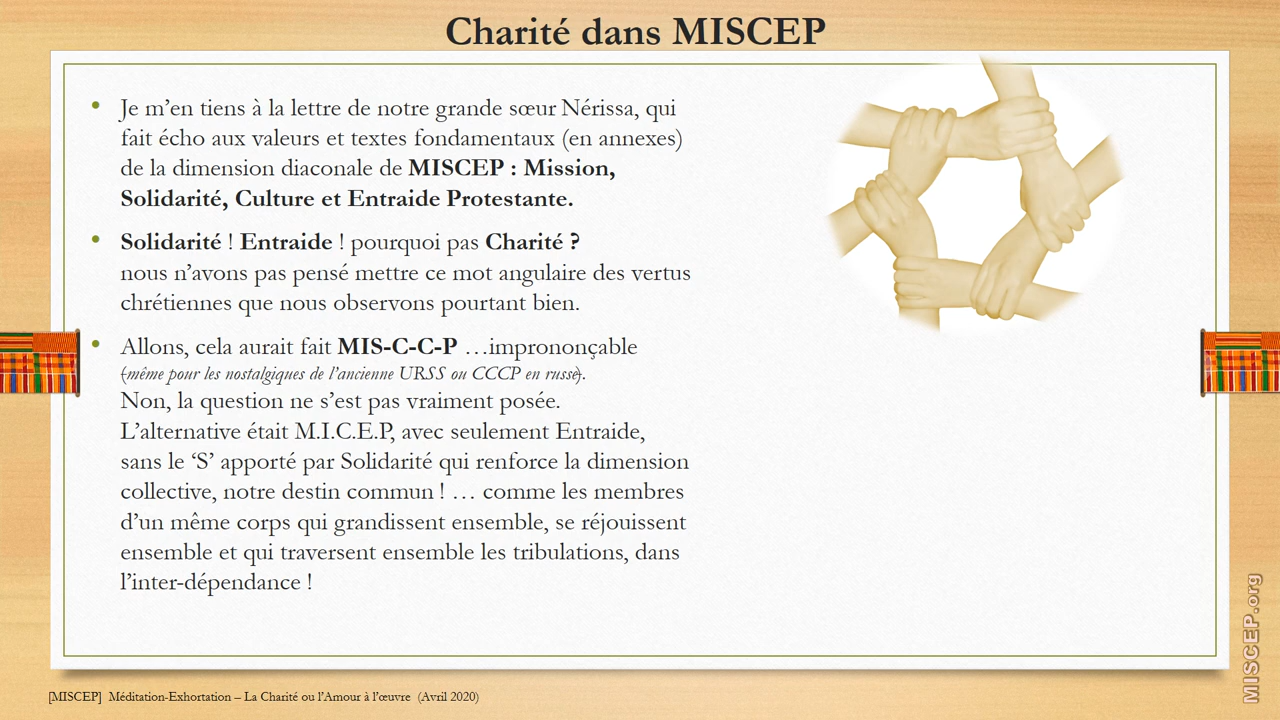 Charité dans MISCEP
• Je m’en tiens à la lettre de notre grande sœur Nérissa, qui
fait écho aux valeurs et textes fondamentaux (en annexes)
de la dimension diaconale de MISCEP : Mission,
Solidarité, Culture et Entraide Protestante.
• Solidarité ! Entraide ! pourquoi pas Charité ?
nous n’avons pas pensé mettre ce mot angulaire des vertus
chrétiennes que nous observons pourtant bien.
• Allons, cela aurait fait MIS-C-C-P …imprononçable
(même pour les nostalgiques de l’ancienne URSS ou CCCP en russe).
Non, la question ne s’est pas vraiment posée.
L’alternative était M.I.C.E.P, avec seulement Entraide,
sans le ‘S’ apporté par Solidarité qui renforce la dimension
collective, notre destin commun ! … comme les membres
d’un même corps qui grandissent ensemble, se réjouissent
ensemble et qui traversent ensemble les tribulations, dans
l’inter-dépendance !
MISCEP.org
[MISCEP] Méditation-Exhortation – La Charité ou l’Amour à l’œuvre (Avril 2020)